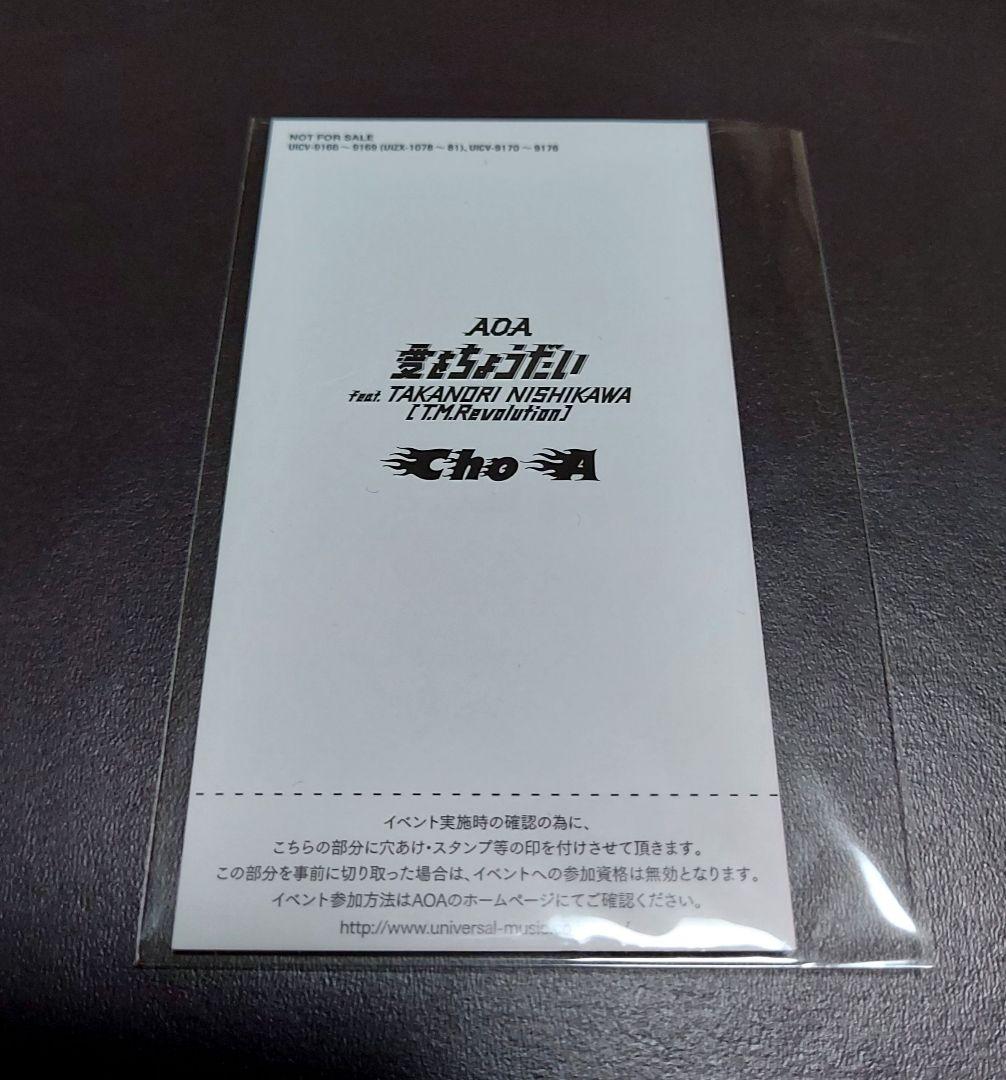 NOT FOR SALE
UICV-9166～9169 (UIZX-1078～81)、UICV-9170～9176
AOA
愛をちょうだい
feat. TAKANORI NISHIKAWA
[T.M.Revolution]
Cho A
イベント実施時の確認の為に、
こちらの部分に穴あけ・スタンプ等の印を付けさせて頂きます。
この部分を事前に切り取った場合は、イベントへの参加資格は無効となります。
イベント参加方法はAOAのホームページにてご確認ください。
http://www.universal-music.co